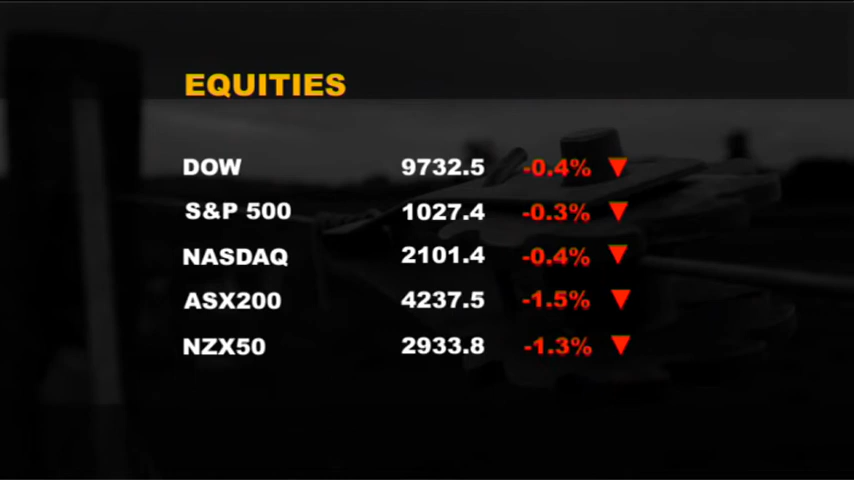 EQUITIES
DOW 9732.5 -0.4% ▼
S&P 500 1027.4 -0.3% ▼
NASDAQ 2101.4 -0.4% ▼
ASX200 4237.5 -1.5% ▼
NZX50 2933.8 -1.3% ▼